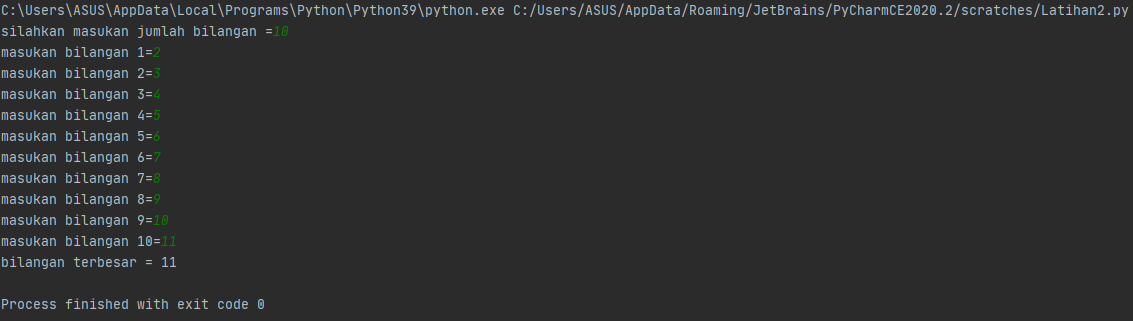 C:\Users\ASUS\AppData\Local\Programs\Python\Python39\python.exe C:/Users/ASUS/AppData/Roaming/JetBrains/PyCharmCE2020.2/scratches/Latihan2.py
silahkan masukan jumlah bilangan =10
masukan bilangan 1=2
masukan bilangan 2=3
masukan bilangan 3=4
masukan bilangan 4=5
masukan bilangan 5=6
masukan bilangan 6=7
masukan bilangan 7=8
masukan bilangan 8=9
masukan bilangan 9=10
masukan bilangan 10=11
bilangan terbesar = 11
Process finished with exit code 0